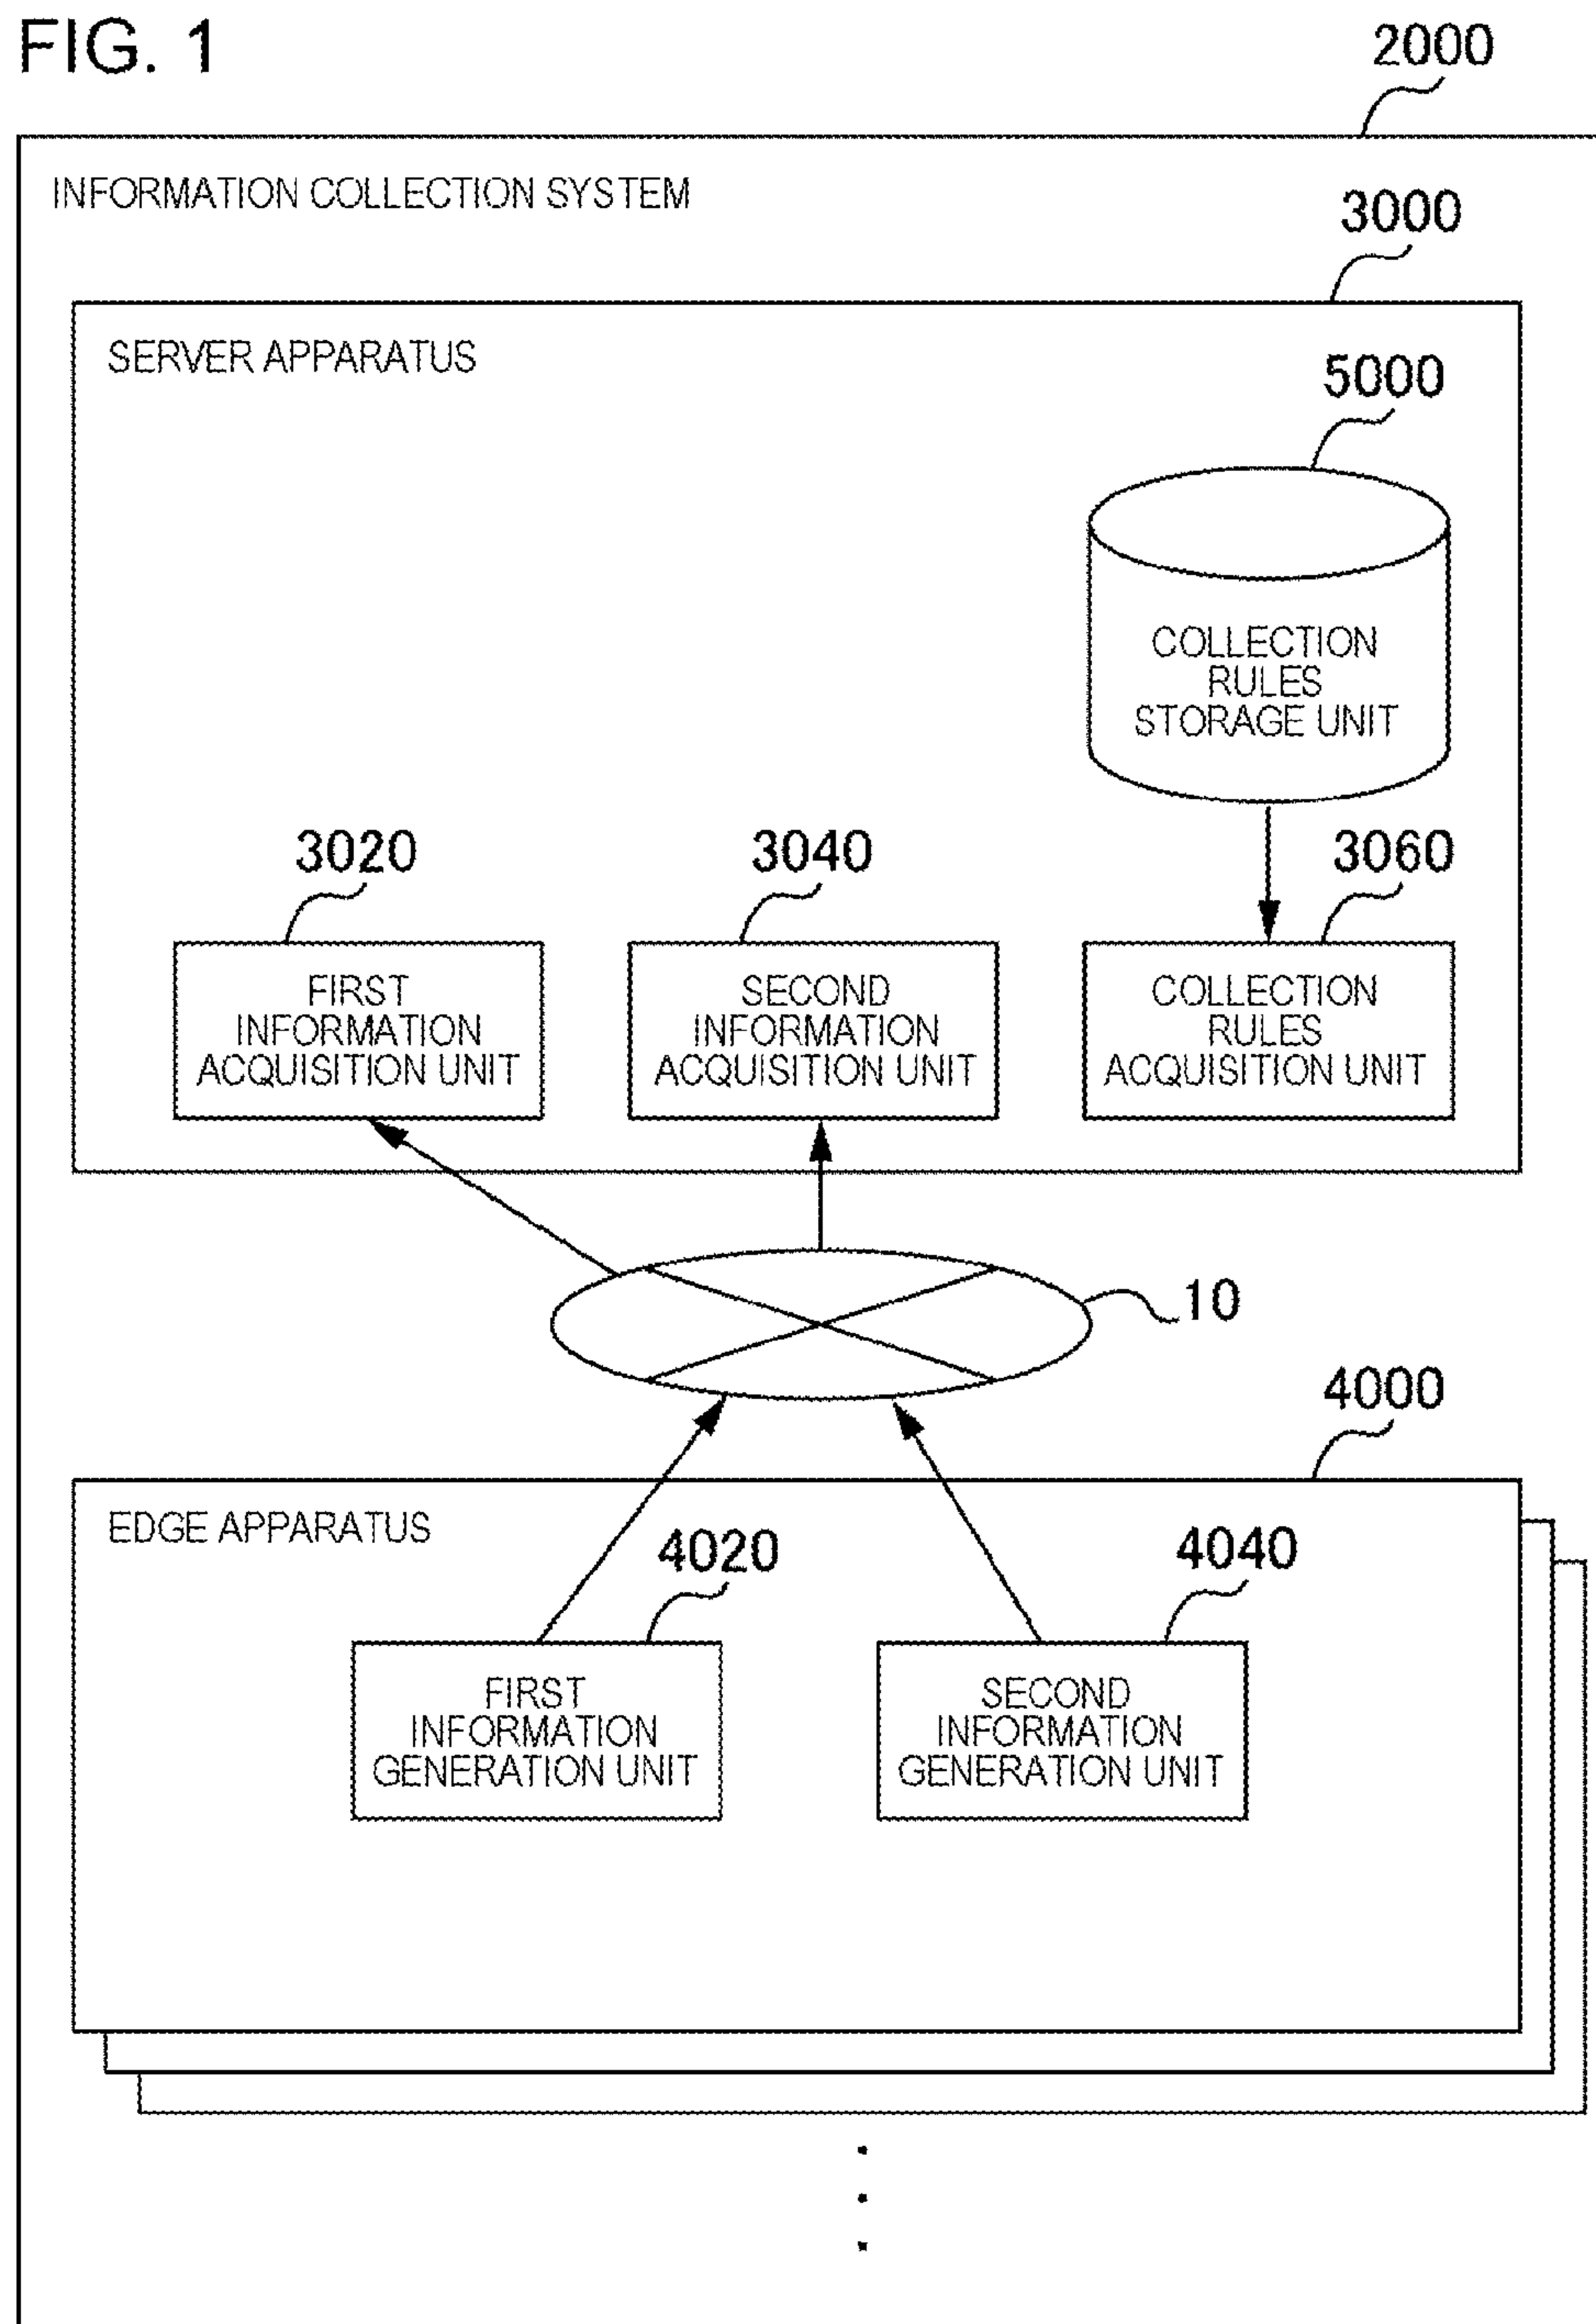 FIG. 1
2000
INFORMATION COLLECTION SYSTEM
3000
SERVER APPARATUS
5000
COLLECTION
RULES
STORAGE UNIT
3020
3040
3060
FIRST
INFORMATION
ACQUISITION UNIT
SECOND
INFORMATION
ACQUISITION UNIT
COLLECTION
RULES
ACQUISITION UNIT
10
4000
EDGE APPARATUS
4020
4040
FIRST
INFORMATION
GENERATION UNIT
SECOND
INFORMATION
GENERATION UNIT